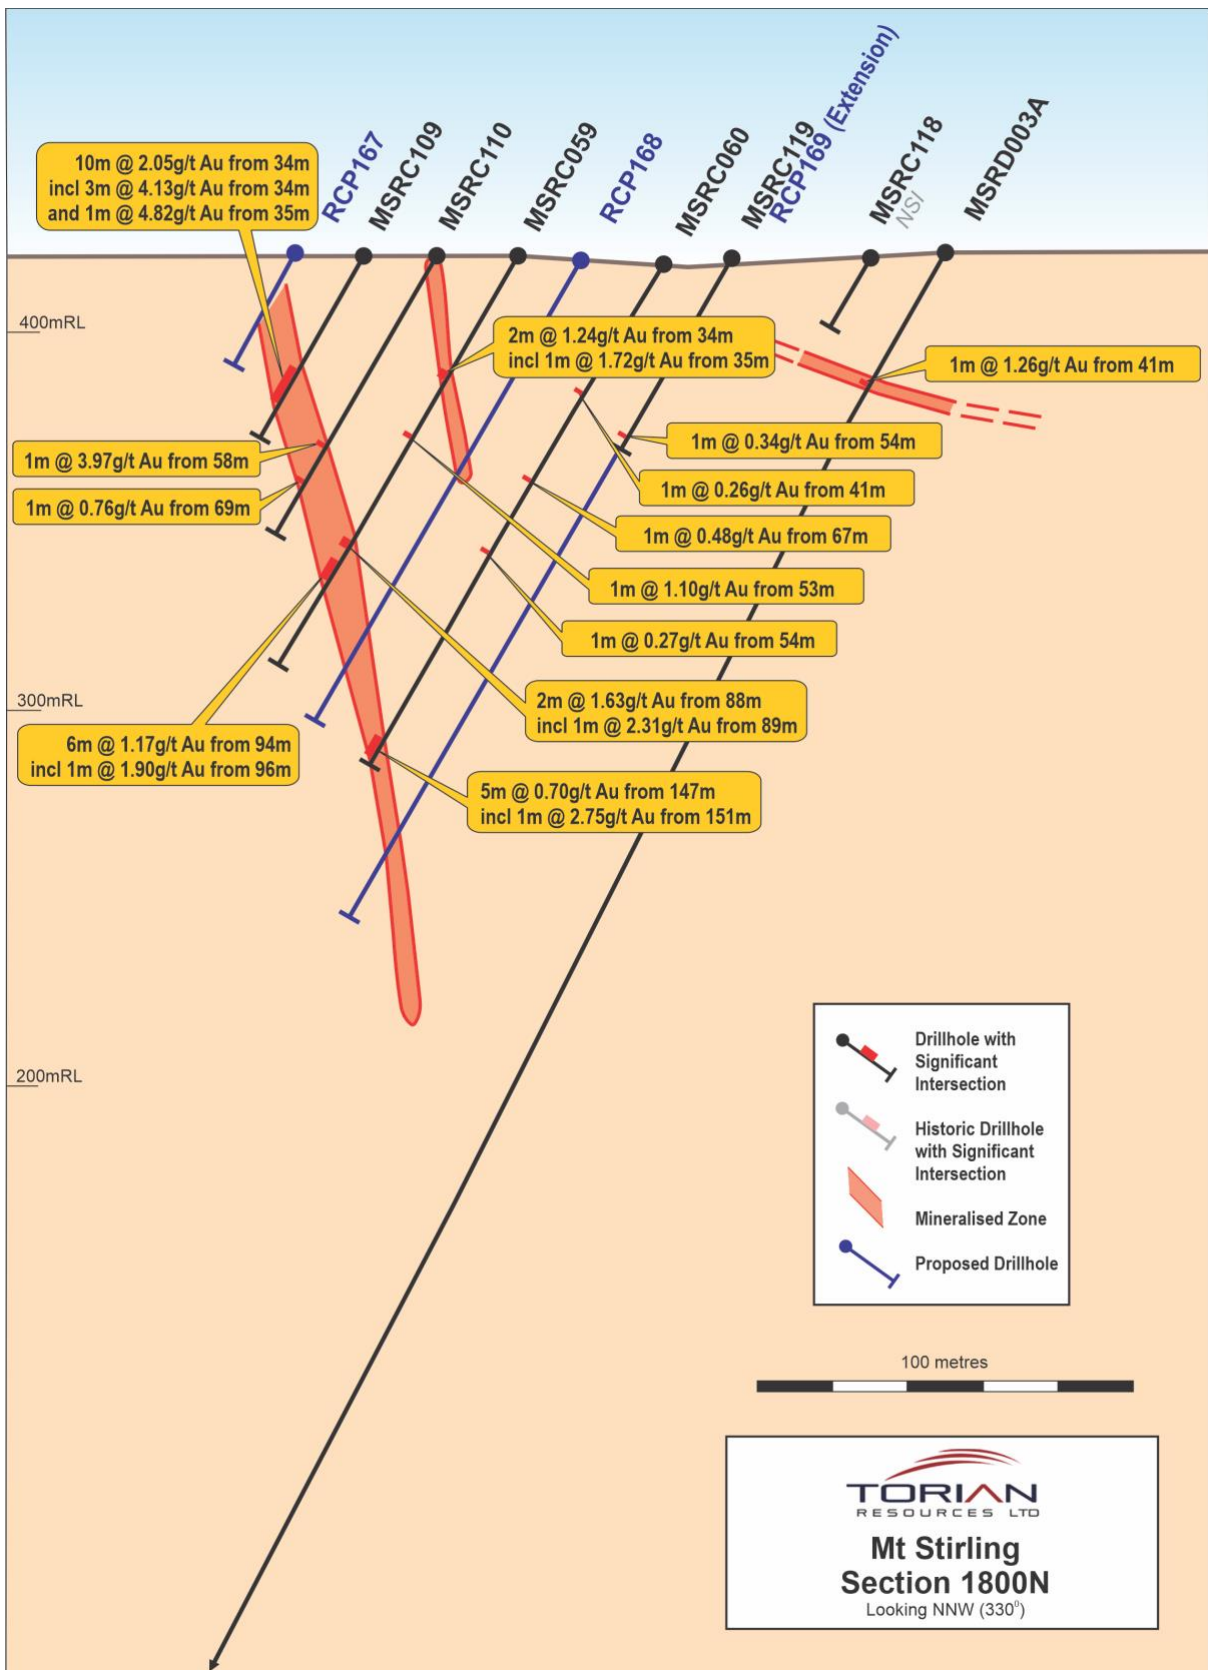 RCP167
MSRC109
MSRC110
MSRC059
RCP168
MSRC060
MSRC119
RCP169 (Extension)
MSRC118
NSI
MSRD003A
10m @ 2.05g/t Au from 34m
incl 3m @ 4.13g/t Au from 34m
and 1m @ 4.82g/t Au from 35m
400mRL
2m @ 1.24g/t Au from 34m
incl 1m @ 1.72g/t Au from 35m
1m @ 1.26g/t Au from 41m
1m @ 3.97g/t Au from 58m
1m @ 0.34g/t Au from 54m
1m @ 0.76g/t Au from 69m
1m @ 0.26g/t Au from 41m
1m @ 0.48g/t Au from 67m
1m @ 1.10g/t Au from 53m
1m @ 0.27g/t Au from 54m
300mRL
2m @ 1.63g/t Au from 88m
incl 1m @ 2.31g/t Au from 89m
6m @ 1.17g/t Au from 94m
incl 1m @ 1.90g/t Au from 96m
5m @ 0.70g/t Au from 147m
incl 1m @ 2.75g/t Au from 151m
200mRL
Drillhole with
Significant
Intersection
Historic Drillhole
with Significant
Intersection
Mineralised Zone
Proposed Drillhole
100 metres
TORIAN
RESOURCES LTD
Mt Stirling
Section 1800N
Looking NNW (330⁰)